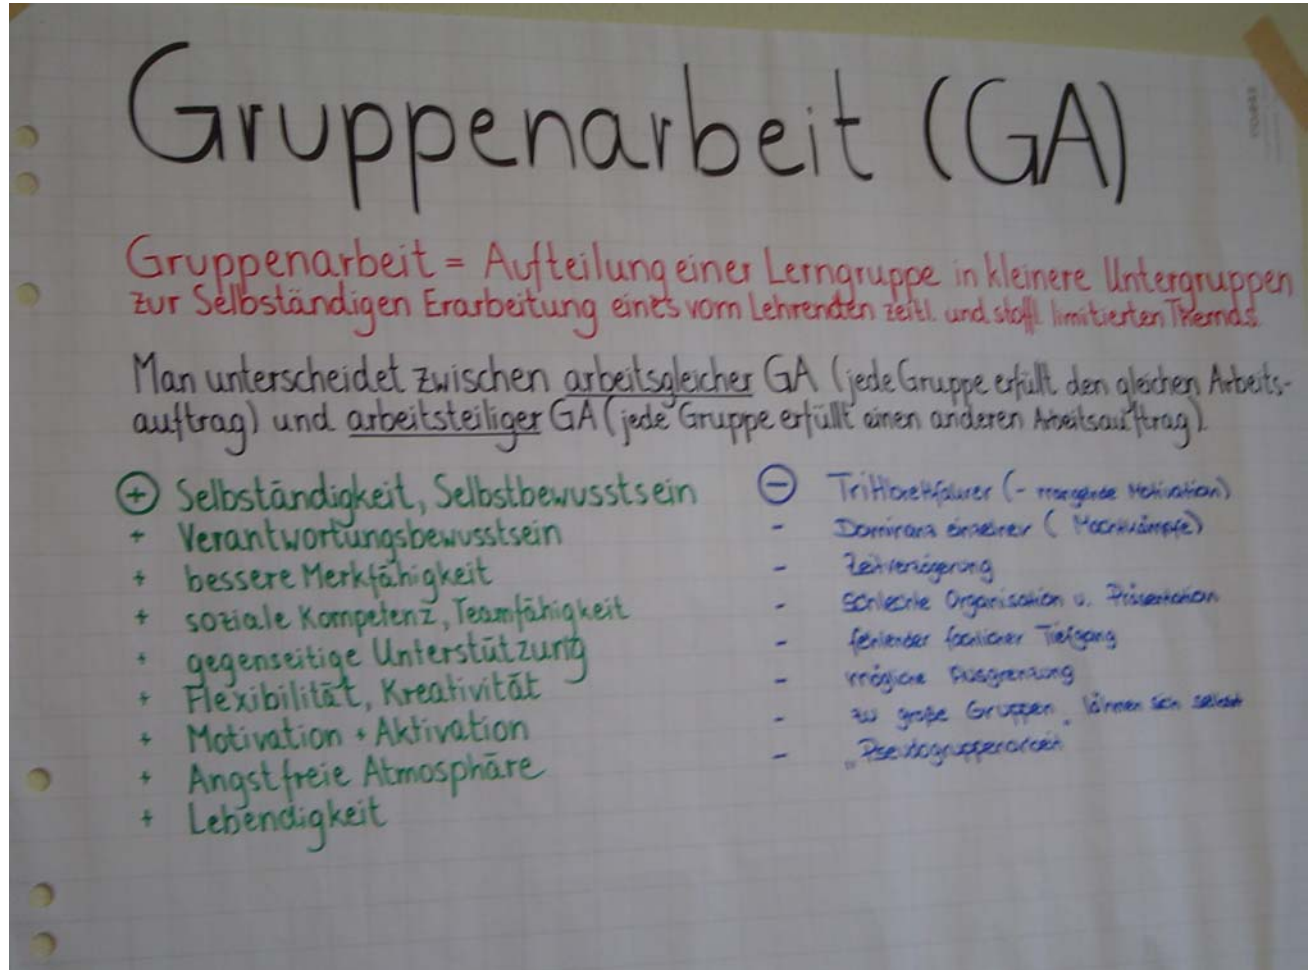 Gruppenarbeit (GA)
Gruppenarbeit = Aufteilung einer Lerngruppe in kleinere Untergruppen
zur Selbständigen Erarbeitung eines vom Lehrenden zeitl. und stoffl. limitierten Themas.
Man unterscheidet zwischen arbeitsgleicher GA (jede Gruppe erfüllt den gleichen Arbeits-
auftrag) und arbeitsteiliger GA (jede Gruppe erfüllt einen anderen Arbeitsauftrag).
+ Selbständigkeit, Selbstbewusstsein
+ Verantwortungsbewusstsein
+ bessere Merkfähigkeit
+ soziale Kompetenz, Teamfähigkeit
+ gegenseitige Unterstützung
+ Flexibilität, Kreativität
+ Motivation + Aktivation
+ Angstfreie Atmosphäre
+ Lebendigkeit
- Trittbrettfahrer (- mangelnde Motivation)
- Dominanz einzelner (Machtkämpfe)
- Zeitverzögerung
- Schlechte Organisation u. Präsentation
- fehlender fachlicher Tiefgang
- mögliche Ausgrenzung
- zu große Gruppen
- "Pseudogruppenarbeit